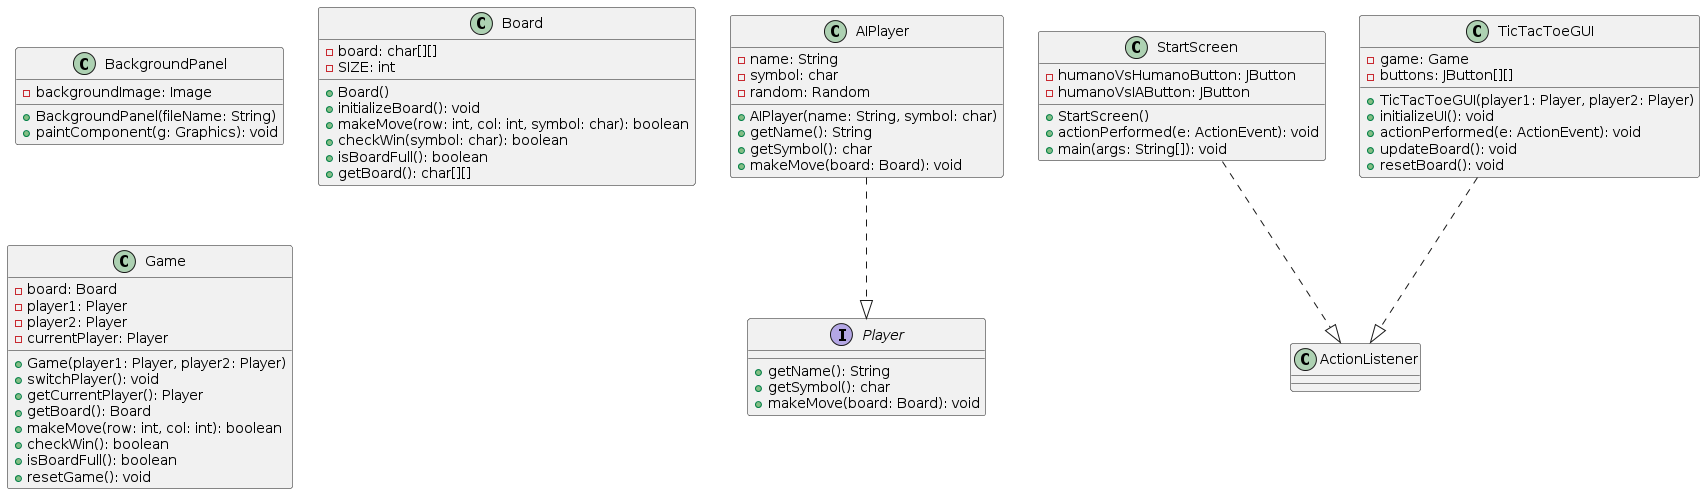 C BackgroundPanel
backgroundImage: Image
BackgroundPanel(fileName: String)
paintComponent(g: Graphics): void
C Board
board: char[][]
SIZE: int
Board()
initializeBoard(): void
makeMove(row: int, col: int, symbol: char): boolean
checkWin(symbol: char): boolean
isBoardFull(): boolean
getBoard(): char[][]
C AIPlayer
name: String
symbol: char
random: Random
AIPlayer(name: String, symbol: char)
getName(): String
getSymbol(): char
makeMove(board: Board): void
C StartScreen
humanoVsHumanoButton: JButton
humanoVsIAButton: JButton
StartScreen()
actionPerformed(e: ActionEvent): void
main(args: String[]): void
C TicTacToeGUI
game: Game
buttons: JButton[][]
TicTacToeGUI(player1: Player, player2: Player)
initializeUI(): void
actionPerformed(e: ActionEvent): void
updateBoard(): void
resetBoard(): void
C Game
board: Board
player1: Player
player2: Player
currentPlayer: Player
Game(player1: Player, player2: Player)
switchPlayer(): void
getCurrentPlayer(): Player
getBoard(): Board
makeMove(row: int, col: int): boolean
checkWin(): boolean
isBoardFull(): boolean
resetGame(): void
I Player
getName(): String
getSymbol(): char
makeMove(board: Board): void
C ActionListener